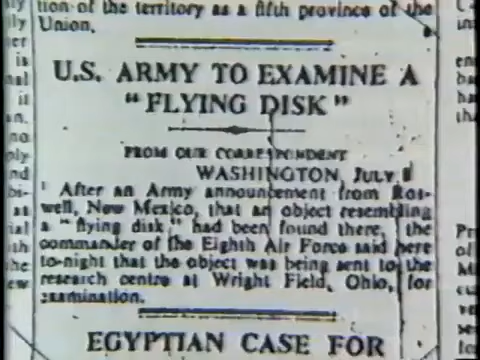 tion of the territory as a fifth province of the
Union.
U.S. ARMY TO EXAMINE A
"FLYING DISK"
FROM OUR CORRESPONDENT
WASHINGTON, JULY 8
After an Army announcement from Ros-
well, New Mexico, that an object resembling
a "flying disk" had been found there, the
commander of the Eighth Air Force said here
to-night that the object was being sent to the
research centre at Wright Field, Ohio, for
examination.
EGYPTIAN CASE FOR